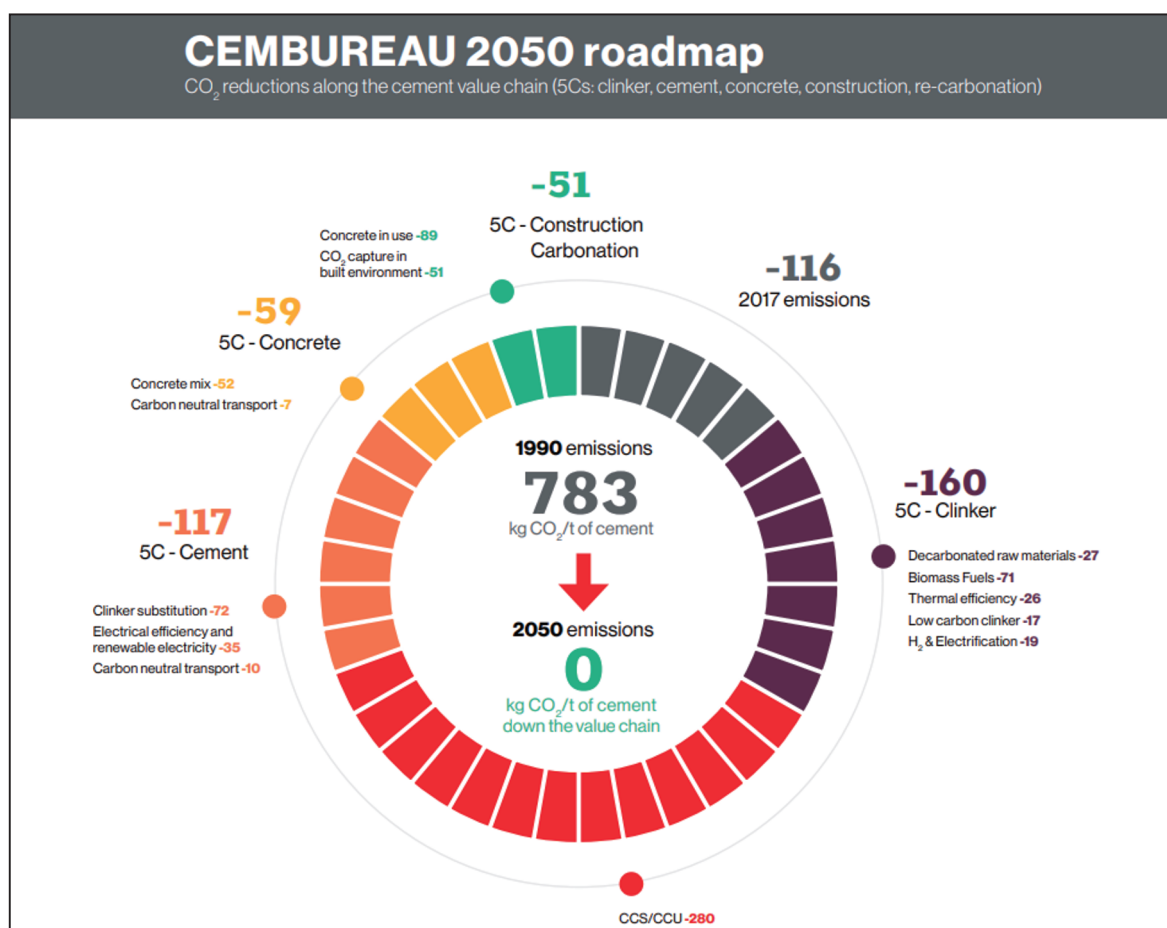 CEMBUREAU 2050 roadmap
CO₂ reductions along the cement value chain (5Cs: clinker, cement, concrete, construction, re-carbonation)
-51
5C - Construction
Carbonation
Concrete in use -89
CO₂ capture in
built environment -51
-116
2017 emissions
-59
5C - Concrete
Concrete mix -52
Carbon neutral transport -7
1990 emissions
783
kg CO₂/t of cement
2050 emissions
0
kg CO₂/t of cement
down the value chain
-160
5C - Clinker
Decarbonated raw materials -27
Biomass Fuels -71
Thermal efficiency -26
Low carbon clinker -17
H₂ & Electrification -19
-117
5C - Cement
Clinker substitution -72
Electrical efficiency and
renewable electricity -35
Carbon neutral transport -10
CCS/CCU -280